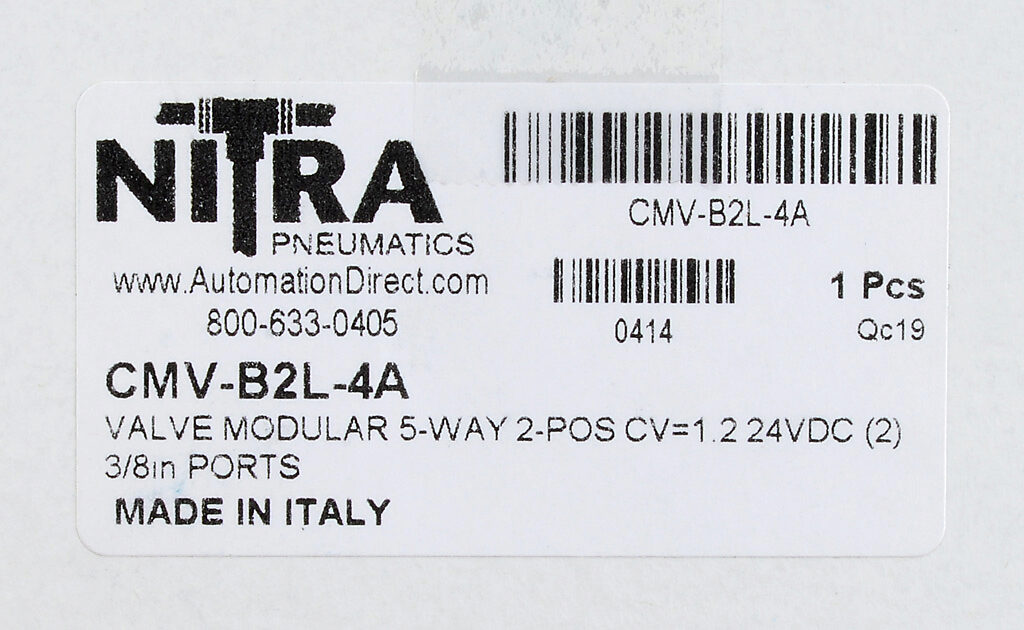 NITRA
PNEUMATICS
www.AutomationDirect.com
800-633-0405
CMV-B2L-4A
0414
1 Pcs
Qc19
CMV-B2L-4A
VALVE MODULAR 5-WAY 2-POS CV=1.2 24VDC (2)
3/8in PORTS
MADE IN ITALY